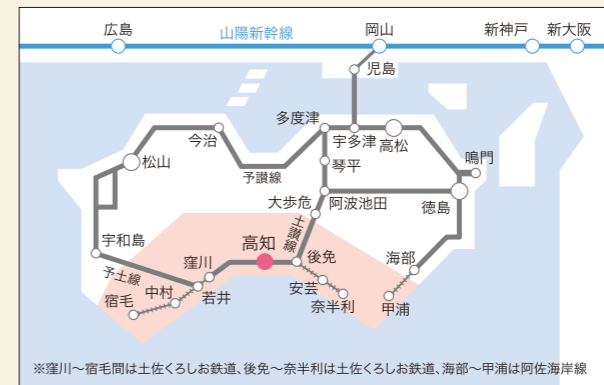 広島
山陽新幹線
岡山
新神戸
新大阪
児島
多度津
宇多津
高松
今治
松山
予讃線
琴平
鳴門
大歩危
阿波池田
徳島
土讃線
宇和島
高知
後免
海部
予土線
窪川
安芸
中村
若井
奈半利
甲浦
宿毛
※窪川~宿毛間は土佐くろしお鉄道、後免~奈半利は土佐くろしお鉄道、海部~甲浦は阿佐海岸線